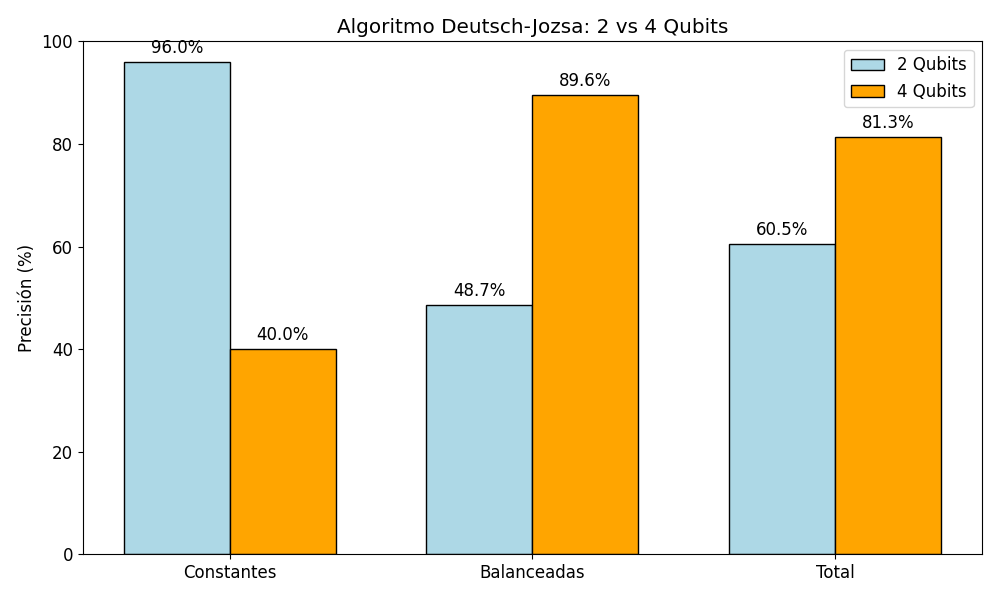 Algoritmo Deutsch-Jozsa: 2 vs 4 Qubits
Precisión (%)
100
80
60
40
20
0
96.0%
40.0%
48.7%
89.6%
60.5%
81.3%
2 Qubits
4 Qubits
Constantes
Balanceadas
Total